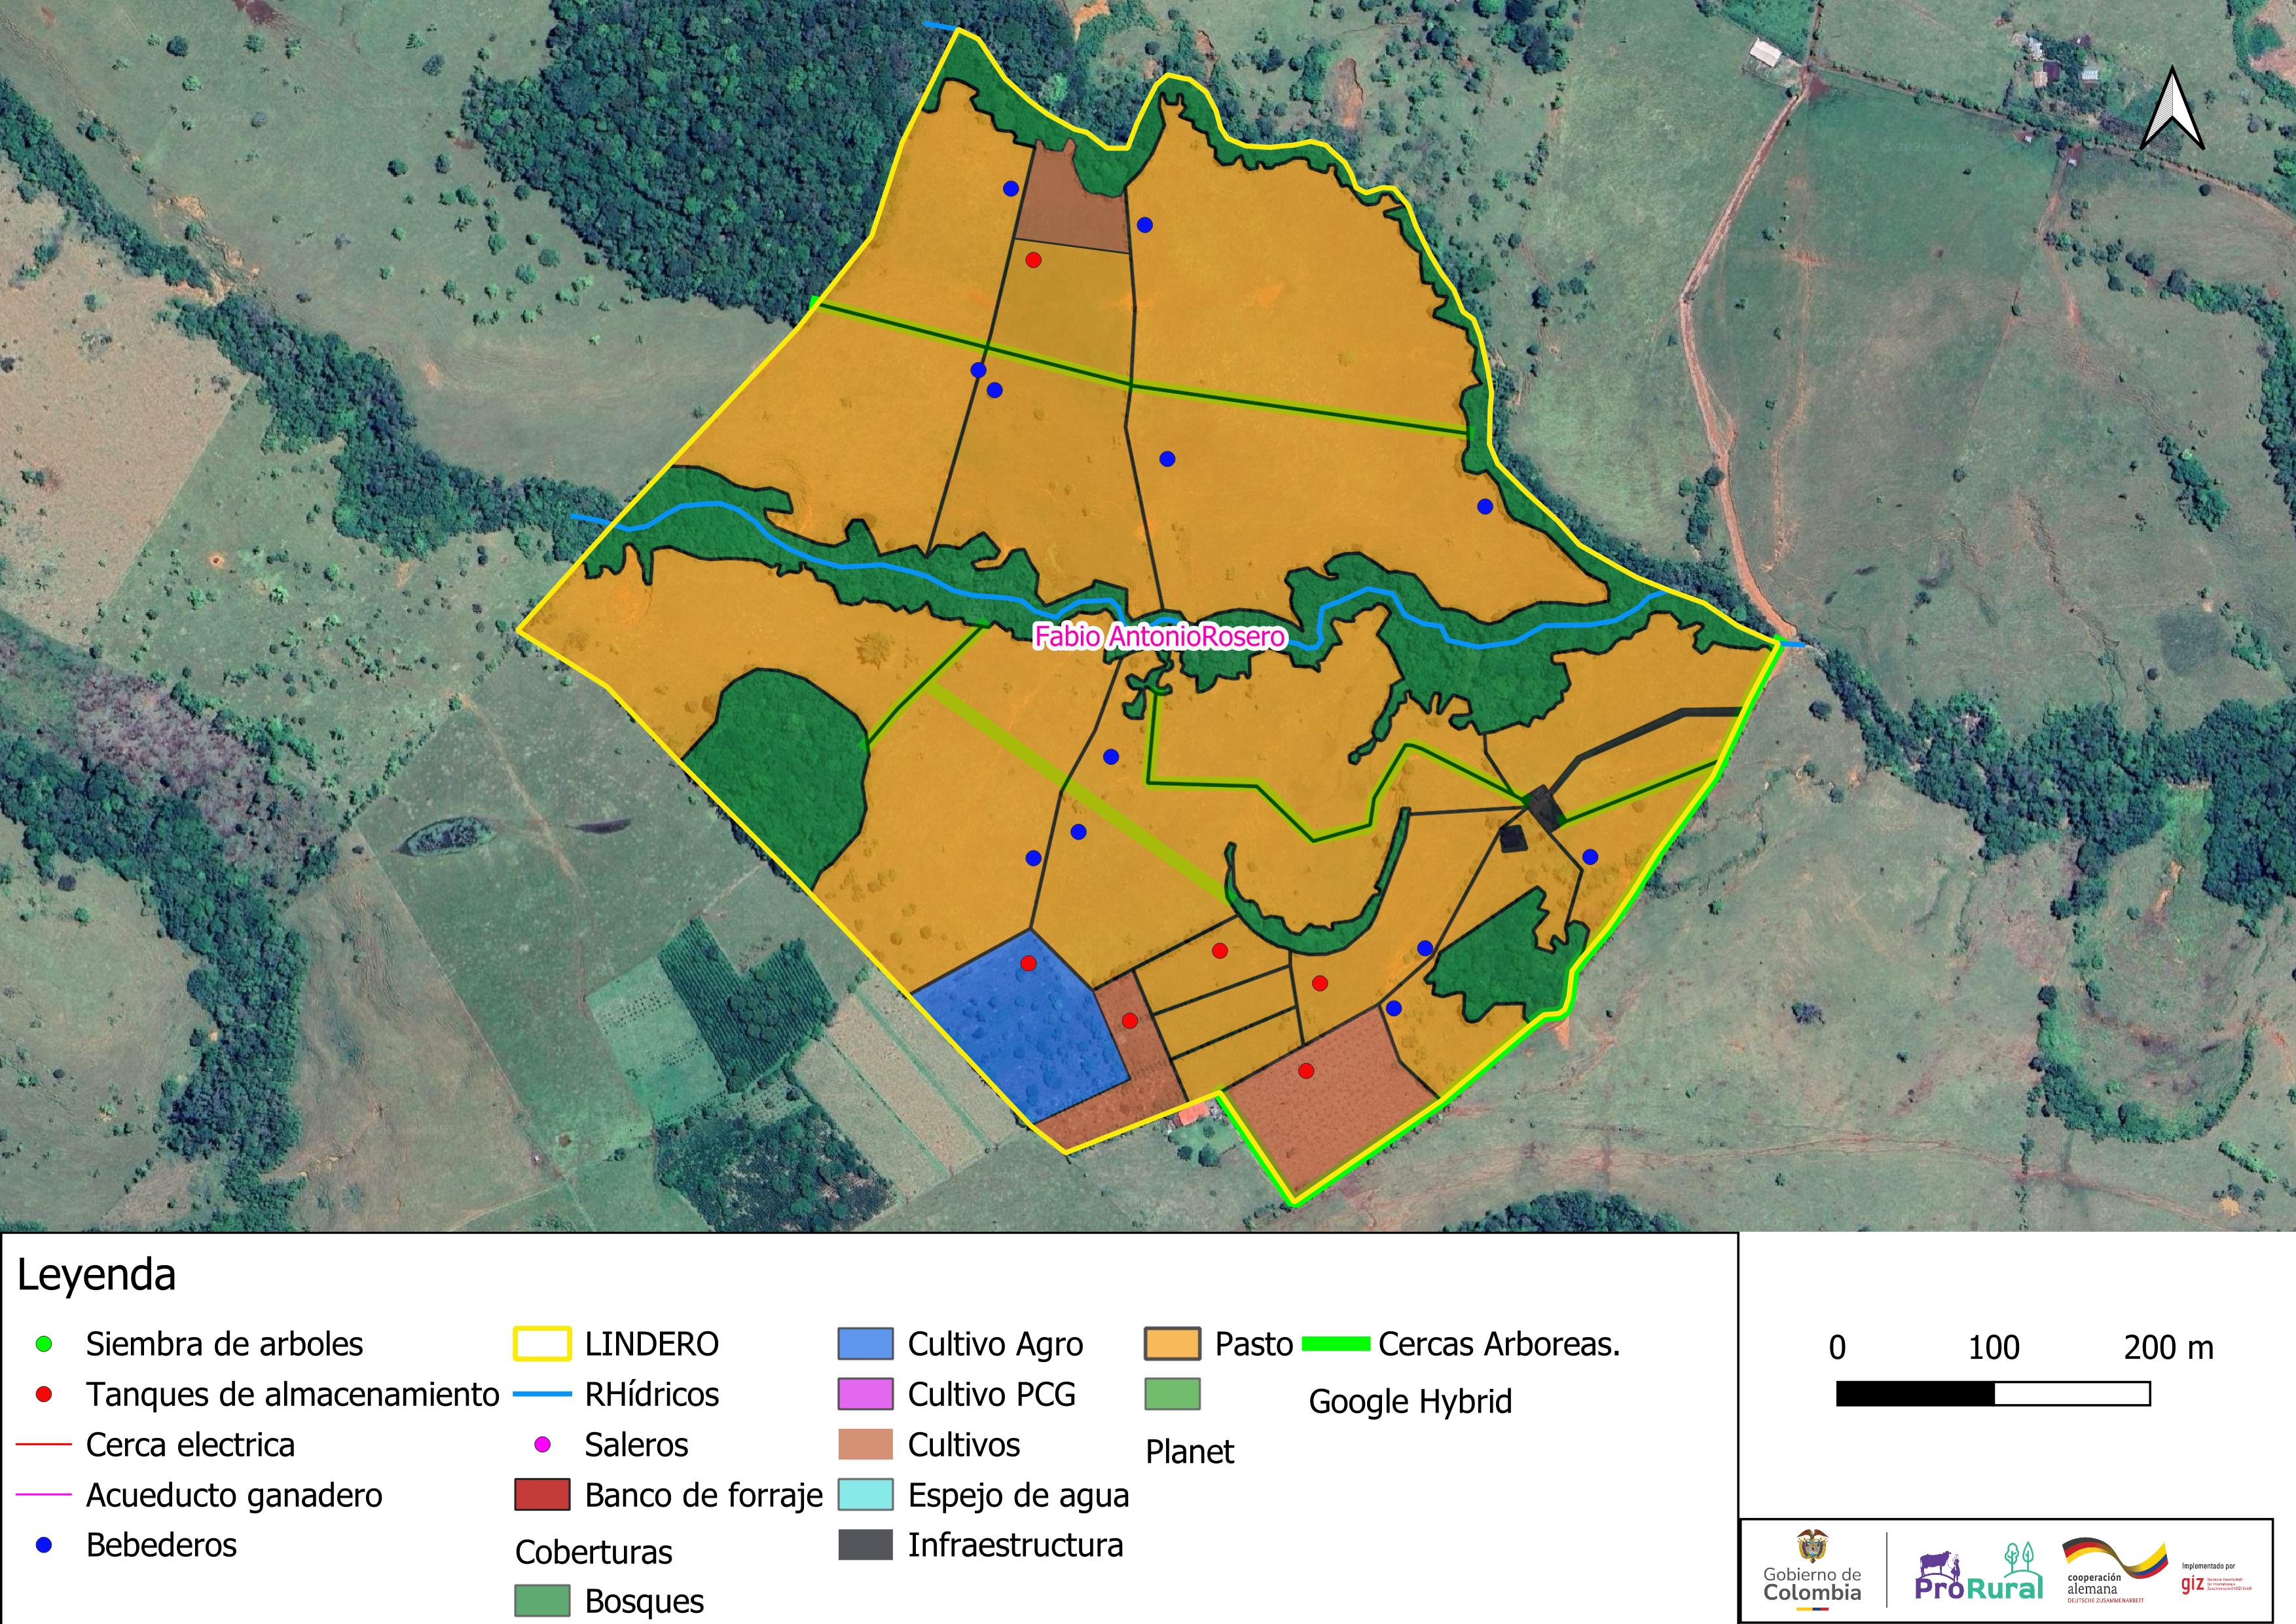 Fabio AntonioRosero
Leyenda
Siembra de arboles
Tanques de almacenamiento
Cerca electrica
Acueducto ganadero
Bebederos
LINDERO
RHídricos
Saleros
Banco de forraje
Coberturas
Bosques
Cultivo Agro
Cultivo PCG
Cultivos
Espejo de agua
Infraestructura
Pasto
Planet
Cercas Arboreas.
Google Hybrid
0 100 200 m
Gobierno de
Colombia
ProRural
cooperación
alemana
DEUTSCHE ZUSAMMENARBEIT
Implementado por
giz